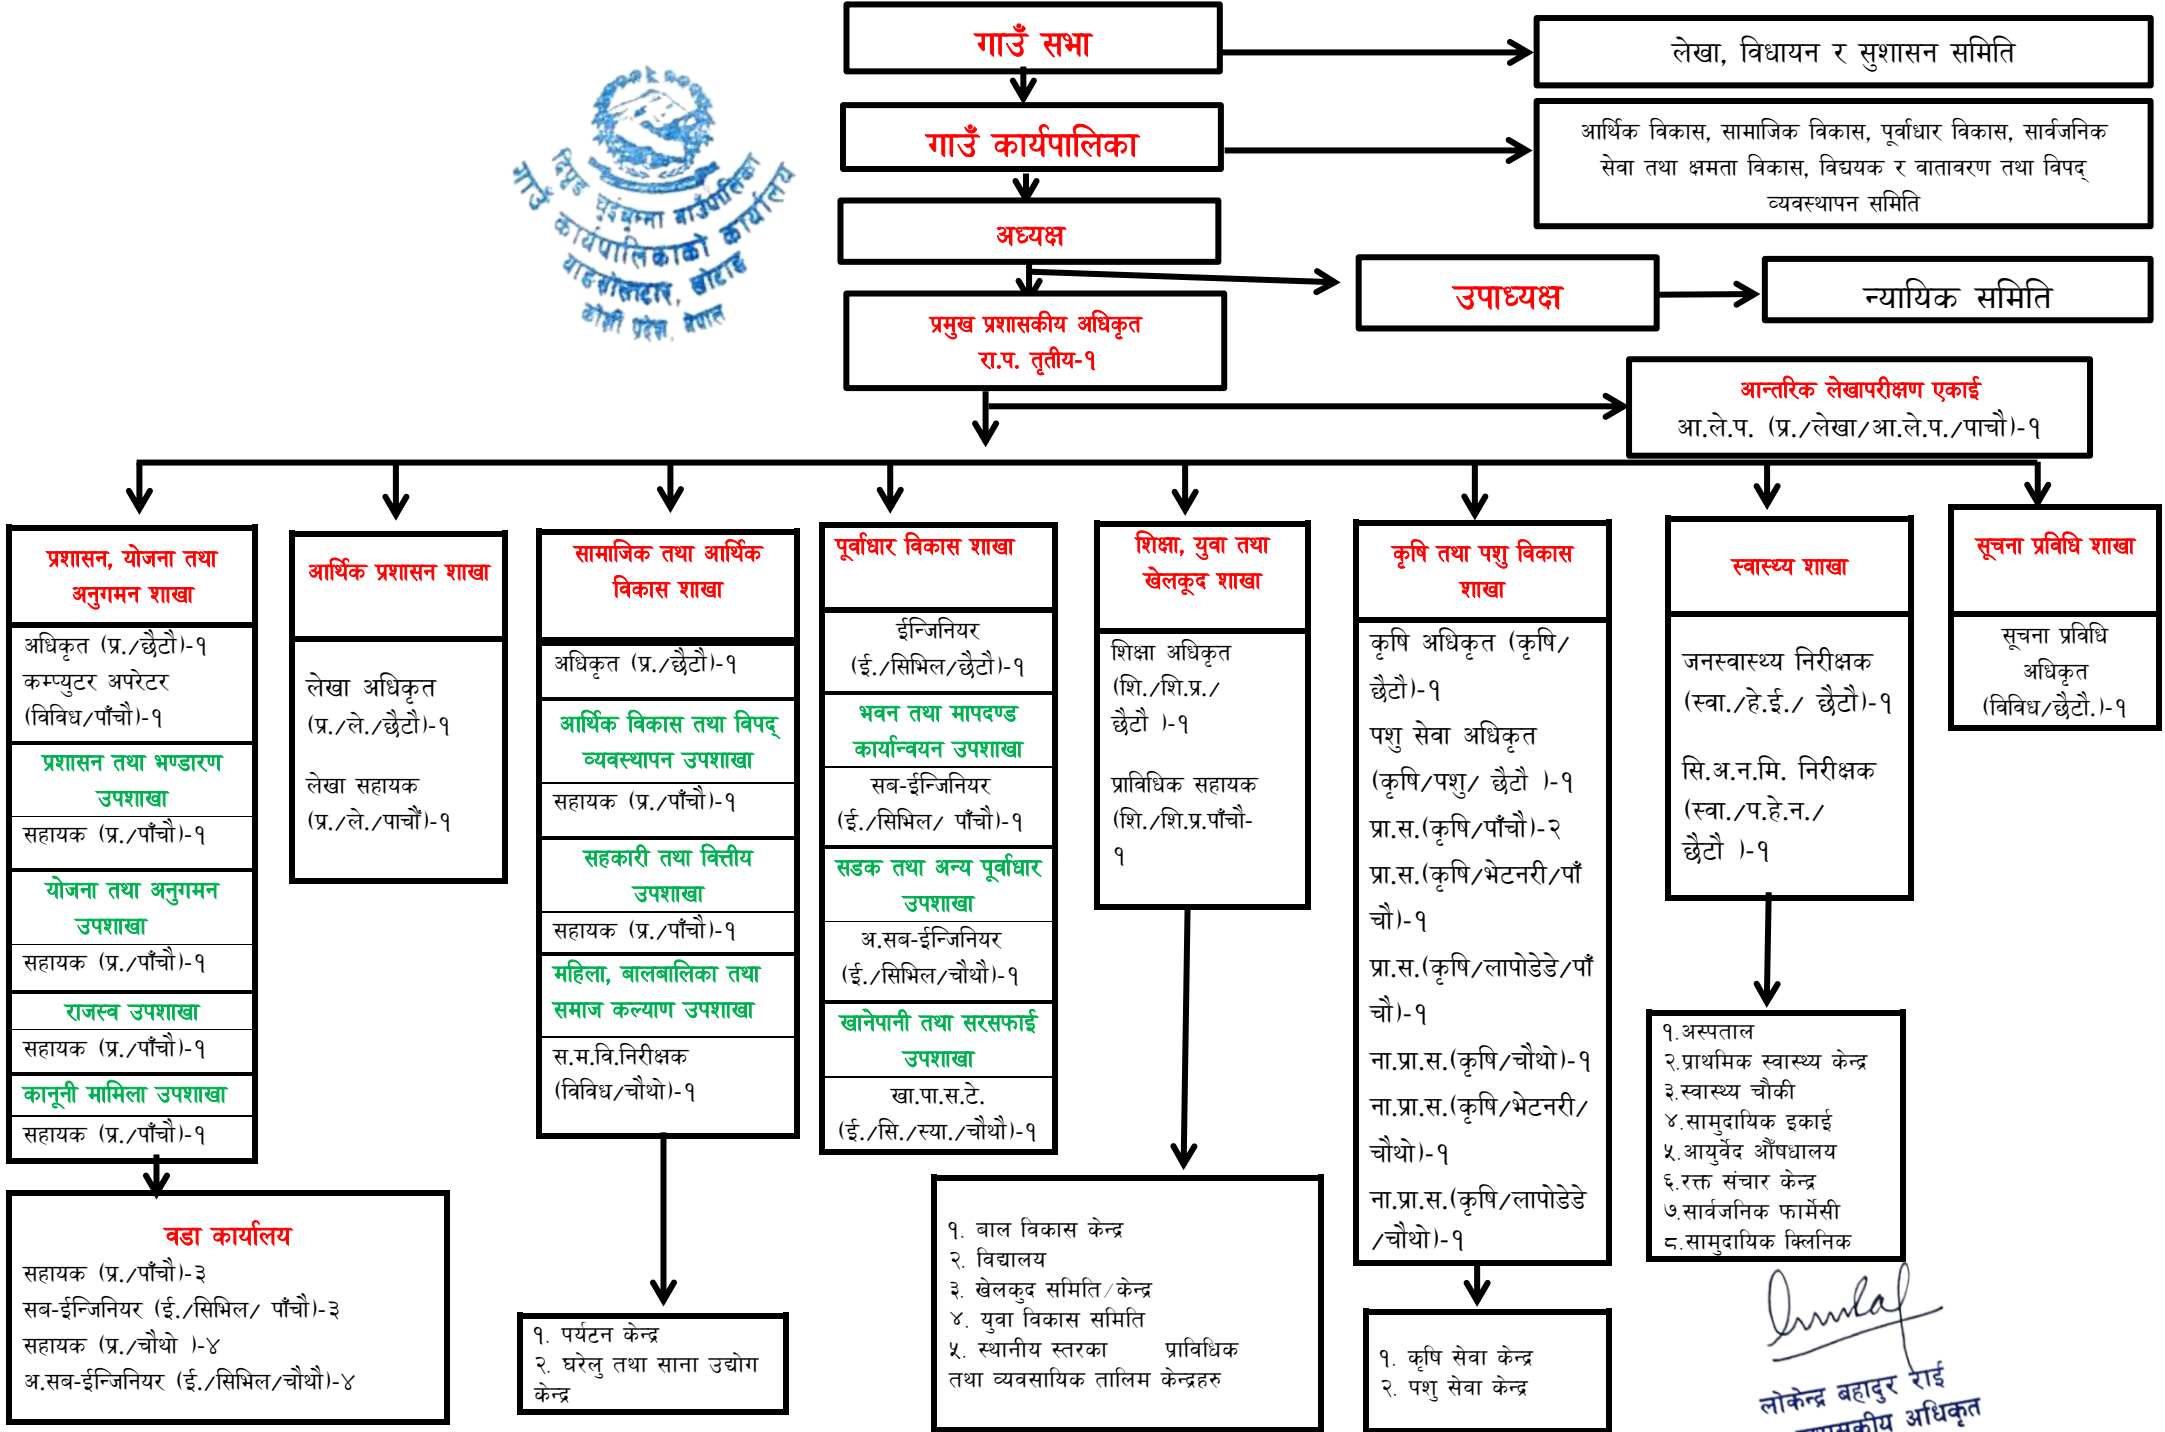 गाउँ सभा
लेखा, विधायन र सुशासन समिति
गाउँ कार्यपालिका
आर्थिक विकास, सामाजिक विकास, पूर्वाधार विकास, सार्वजनिक
सेवा तथा क्षमता विकास, विद्ययक र वातावरण तथा विपद्
व्यवस्थापन समिति
गाउँपालिका
गाउँ कार्यपालिकाको कार्यालय
खोटाङ
कोशी प्रदेश, नेपाल
अध्यक्ष
उपाध्यक्ष
न्यायिक समिति
प्रमुख प्रशासकीय अधिकृत
रा.प. तृतीय-१
आन्तरिक लेखापरीक्षण एकाई
आ.ले.प. (प्र./लेखा/आ.ले.प./पाचौ)-१
प्रशासन, योजना तथा
अनुगमन शाखा
अधिकृत (प्र./छैटौ)-१
कम्प्युटर अपरेटर
(विविध/पाँचौ)-१
प्रशासन तथा भण्डारण
उपशाखा
सहायक (प्र./पाँचौ)-१
योजना तथा अनुगमन
उपशाखा
सहायक (प्र./पाँचौ)-१
राजस्व उपशाखा
सहायक (प्र./पाँचौ)-१
कानूनी मामिला उपशाखा
सहायक (प्र./पाँचौ)-१
वडा कार्यालय
सहायक (प्र./पाँचौ)-३
सब-ईन्जिनियर (ई./सिभिल/ पाँचौ)-३
सहायक (प्र./चौथो )-४
अ.सब-ईन्जिनियर (ई./सिभिल/चौथौ)-४
आर्थिक प्रशासन शाखा
लेखा अधिकृत
(प्र./ले./छैटौ)-१
लेखा सहायक
(प्र./ले./पाचौं)-१
सामाजिक तथा आर्थिक
विकास शाखा
अधिकृत (प्र./छैटौ)-१
आर्थिक विकास तथा विपद्
व्यवस्थापन उपशाखा
सहायक (प्र./पाँचौ)-१
सहकारी तथा वित्तीय
उपशाखा
सहायक (प्र./पाँचौ)-१
महिला, बालबालिका तथा
समाज कल्याण उपशाखा
स.म.वि.निरीक्षक
(विविध/चौथो)-१
१. पर्यटन केन्द्र
२. घरेलु तथा साना उद्योग
केन्द्र
पूर्वाधार विकास शाखा
ईन्जिनियर
(ई./सिभिल/छैटौ)-१
भवन तथा मापदण्ड
कार्यान्वयन उपशाखा
सब-ईन्जिनियर
(ई./सिभिल/ पाँचौ)-१
सडक तथा अन्य पूर्वाधार
उपशाखा
अ.सब-ईन्जिनियर
(ई./सिभिल/चौथौ)-१
खानेपानी तथा सरसफाई
उपशाखा
खा.पा.स.टे.
(ई./सि./स्या./चौथौ)-१
शिक्षा, युवा तथा
खेलकूद शाखा
शिक्षा अधिकृत
(शि./शि.प्र./
छैटौ )-१
प्राविधिक सहायक
(शि./शि.प्र.पाँचौ-
१
१. बाल विकास केन्द्र
२. विद्यालय
३. खेलकुद समिति/केन्द्र
४. युवा विकास समिति
५. स्थानीय स्तरका प्राविधिक
तथा व्यवसायिक तालिम केन्द्रहरु
कृषि तथा पशु विकास
शाखा
कृषि अधिकृत (कृषि/
छैटौ)-१
पशु सेवा अधिकृत
(कृषि/पशु/ छैटौ )-१
प्रा.स.(कृषि/पाँचौ)-२
प्रा.स.(कृषि/भेटनरी/पाँ
चौ)-१
प्रा.स.(कृषि/लापोडेडे/पाँ
चौ)-१
ना.प्रा.स.(कृषि/चौथो)-१
ना.प्रा.स.(कृषि/भेटनरी/
चौथो)-१
ना.प्रा.स.(कृषि/लापोडेडे
/चौथो)-१
१. कृषि सेवा केन्द्र
२. पशु सेवा केन्द्र
स्वास्थ्य शाखा
जनस्वास्थ्य निरीक्षक
(स्वा./हे.ई./ छैटौ)-१
सि.अ.न.मि. निरीक्षक
(स्वा./प.हे.न./
छैटौ )-१
१.अस्पताल
२.प्राथमिक स्वास्थ्य केन्द्र
३.स्वास्थ्य चौकी
४.सामुदायिक इकाई
५.आयुर्वेद औंषधालय
६.रक्त संचार केन्द्र
७.सार्वजनिक फार्मेसी
८.सामुदायिक क्लिनिक
सूचना प्रविधि शाखा
सूचना प्रविधि
अधिकृत
(विविध/छैटौ.)-१
लोकेन्द्र बहादुर राई
अधिकृत